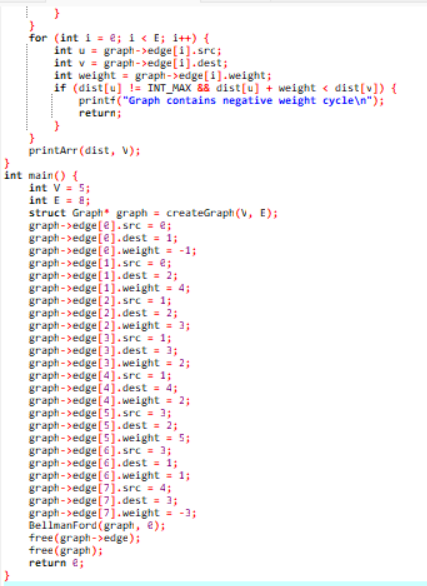 }
}
for (int i = 0; i < E; i++) {
int u = graph->edge[i].src;
int v = graph->edge[i].dest;
int weight = graph->edge[i].weight;
if (dist[u] != INT_MAX && dist[u] + weight < dist[v]) {
printf("Graph contains negative weight cycle\n");
return;
}
}
printArr(dist, V);
}
int main() {
int V = 5;
int E = 8;
struct Graph* graph = createGraph(V, E);
graph->edge[0].src = 0;
graph->edge[0].dest = 1;
graph->edge[0].weight = -1;
graph->edge[1].src = 0;
graph->edge[1].dest = 2;
graph->edge[1].weight = 4;
graph->edge[2].src = 1;
graph->edge[2].dest = 2;
graph->edge[2].weight = 3;
graph->edge[3].src = 1;
graph->edge[3].dest = 3;
graph->edge[3].weight = 2;
graph->edge[4].src = 1;
graph->edge[4].dest = 4;
graph->edge[4].weight = 2;
graph->edge[5].src = 3;
graph->edge[5].dest = 2;
graph->edge[5].weight = 5;
graph->edge[6].src = 3;
graph->edge[6].dest = 1;
graph->edge[6].weight = 1;
graph->edge[7].src = 4;
graph->edge[7].dest = 3;
graph->edge[7].weight = -3;
BellmanFord(graph, 0);
free(graph->edge);
free(graph);
return 0;
}